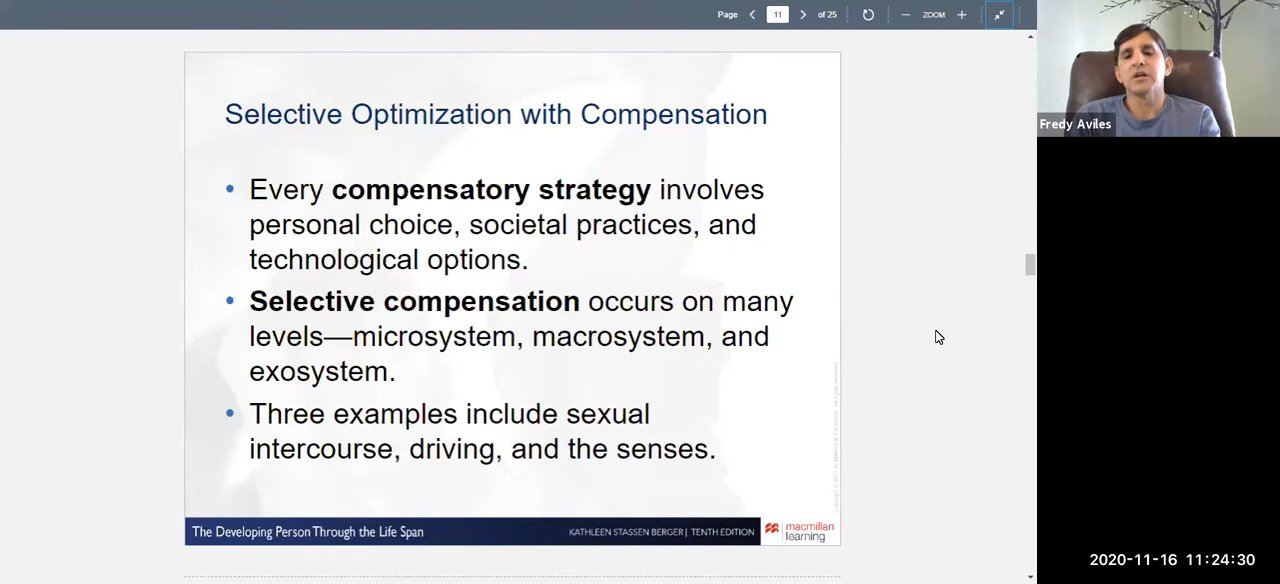 Page 11 of 25 ZOOM
Fredy Aviles
Selective Optimization with Compensation
• Every compensatory strategy involves
personal choice, societal practices, and
technological options.
• Selective compensation occurs on many
levels—microsystem, macrosystem, and
exosystem.
• Three examples include sexual
intercourse, driving, and the senses.
The Developing Person Through the Life Span
KATHLEEN STASSEN BERGER | TENTH EDITION
macmillan
learning
2020-11-16 11:24:30